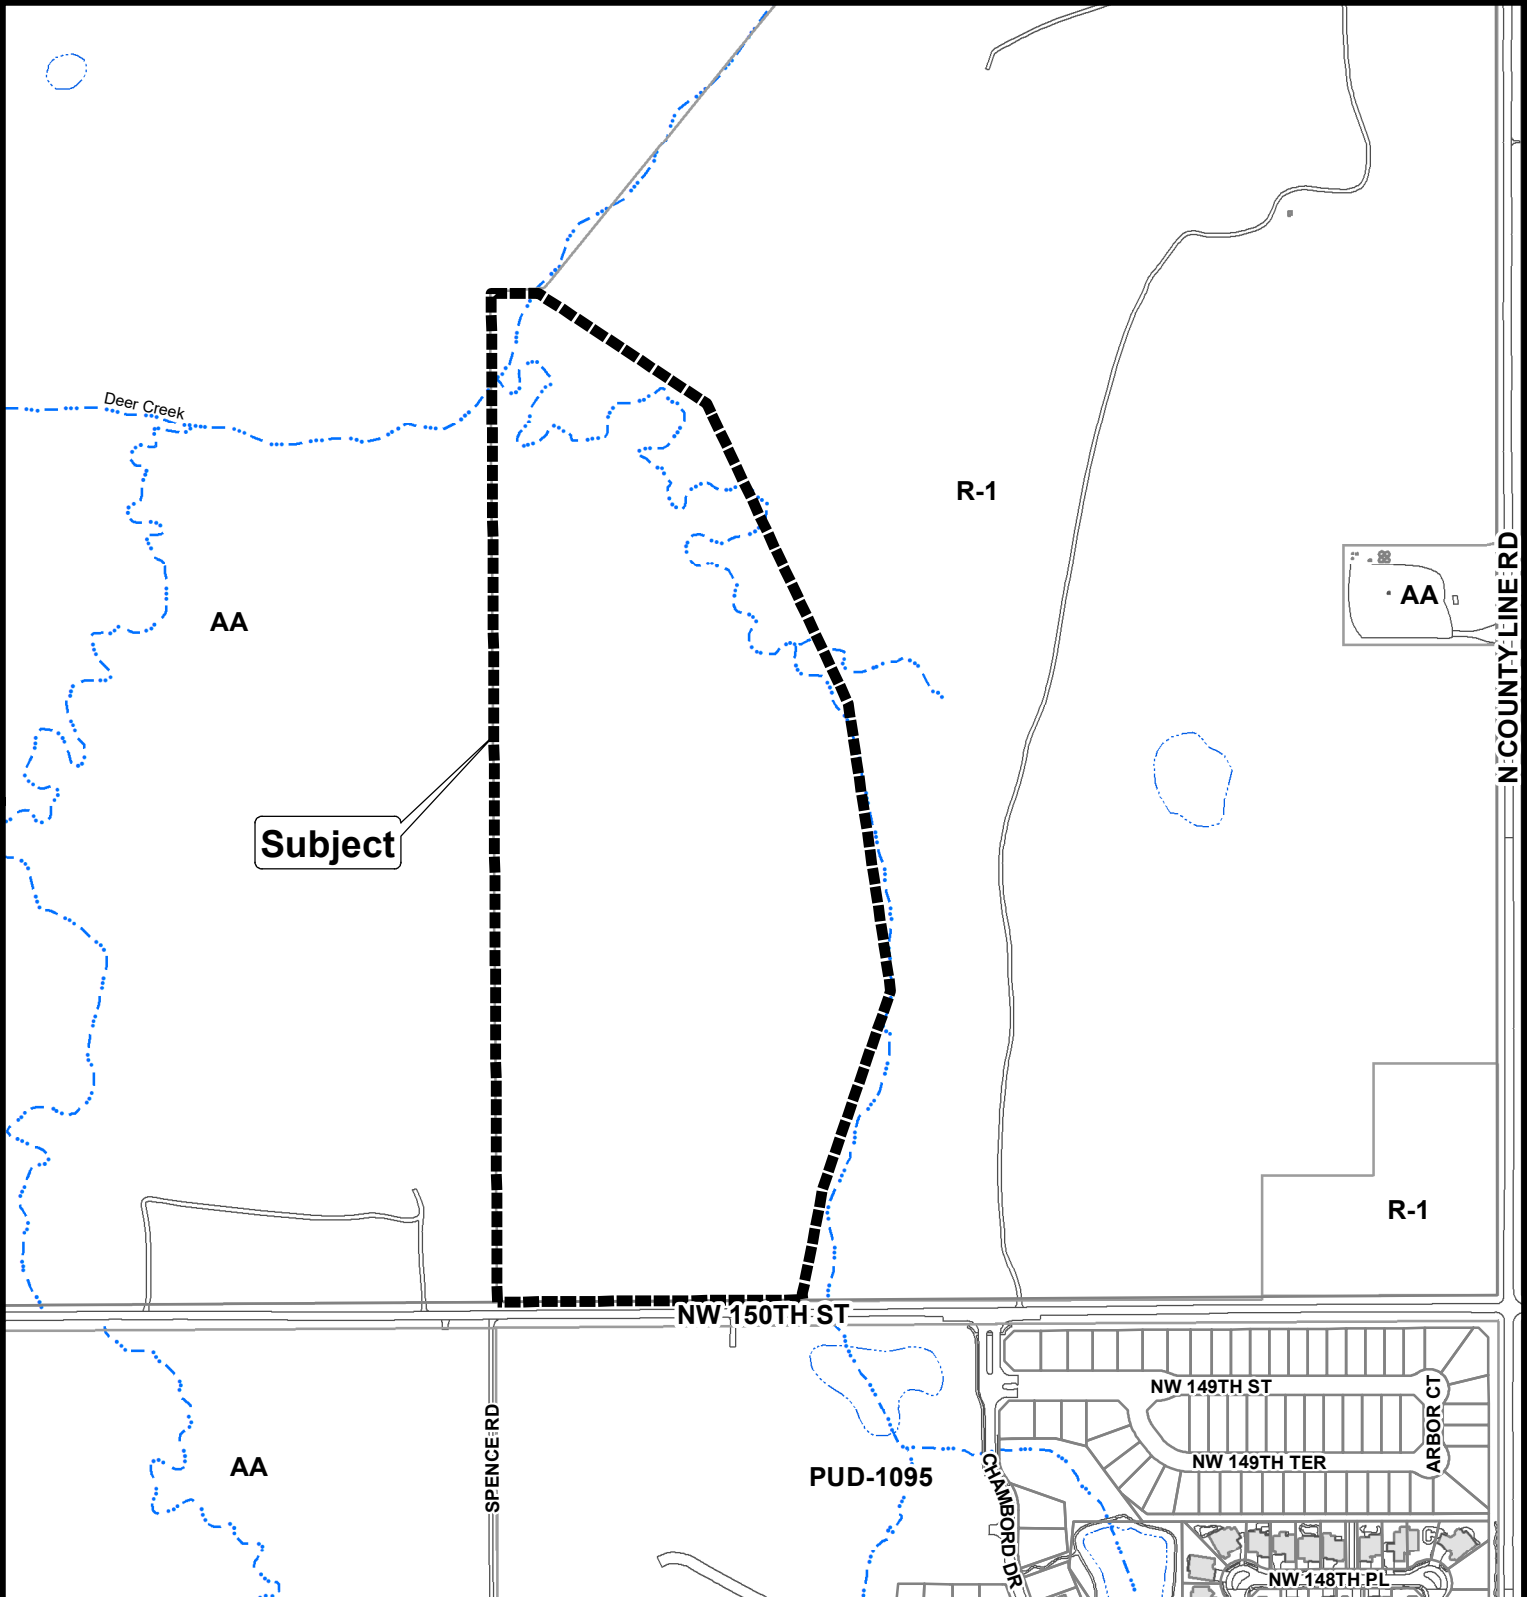 Deer Creek
R-1
N COUNTY LINE RD
AA
AA
Subject
R-1
NW 150TH ST
NW 149TH ST
ARBOR CT
SPENCE RD
AA
PUD-1095
CHAMBORD DR
NW 149TH TER
NW 148TH PL